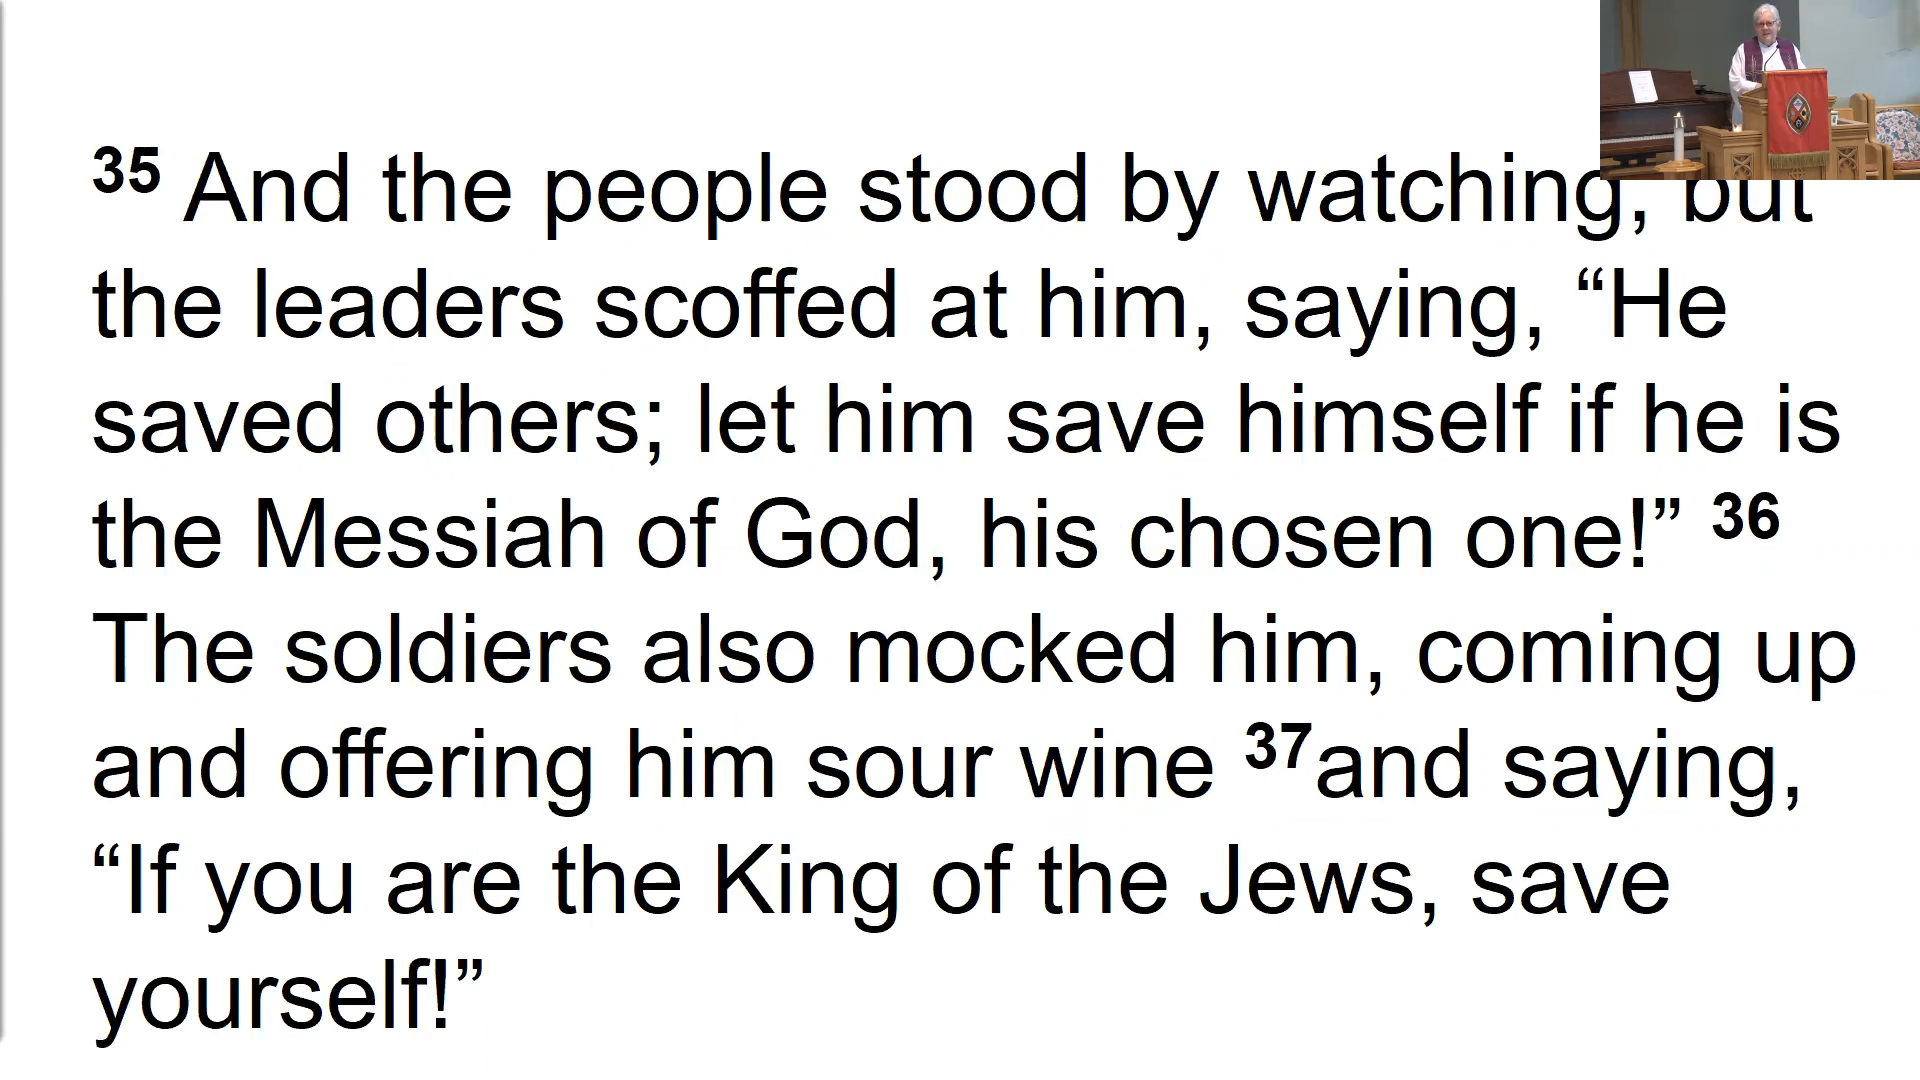 35 And the people stood by watching, but
the leaders scoffed at him, saying, “He
saved others; let him save himself if he is
the Messiah of God, his chosen one!” 36
The soldiers also mocked him, coming up
and offering him sour wine 37and saying,
“If you are the King of the Jews, save
yourself!”